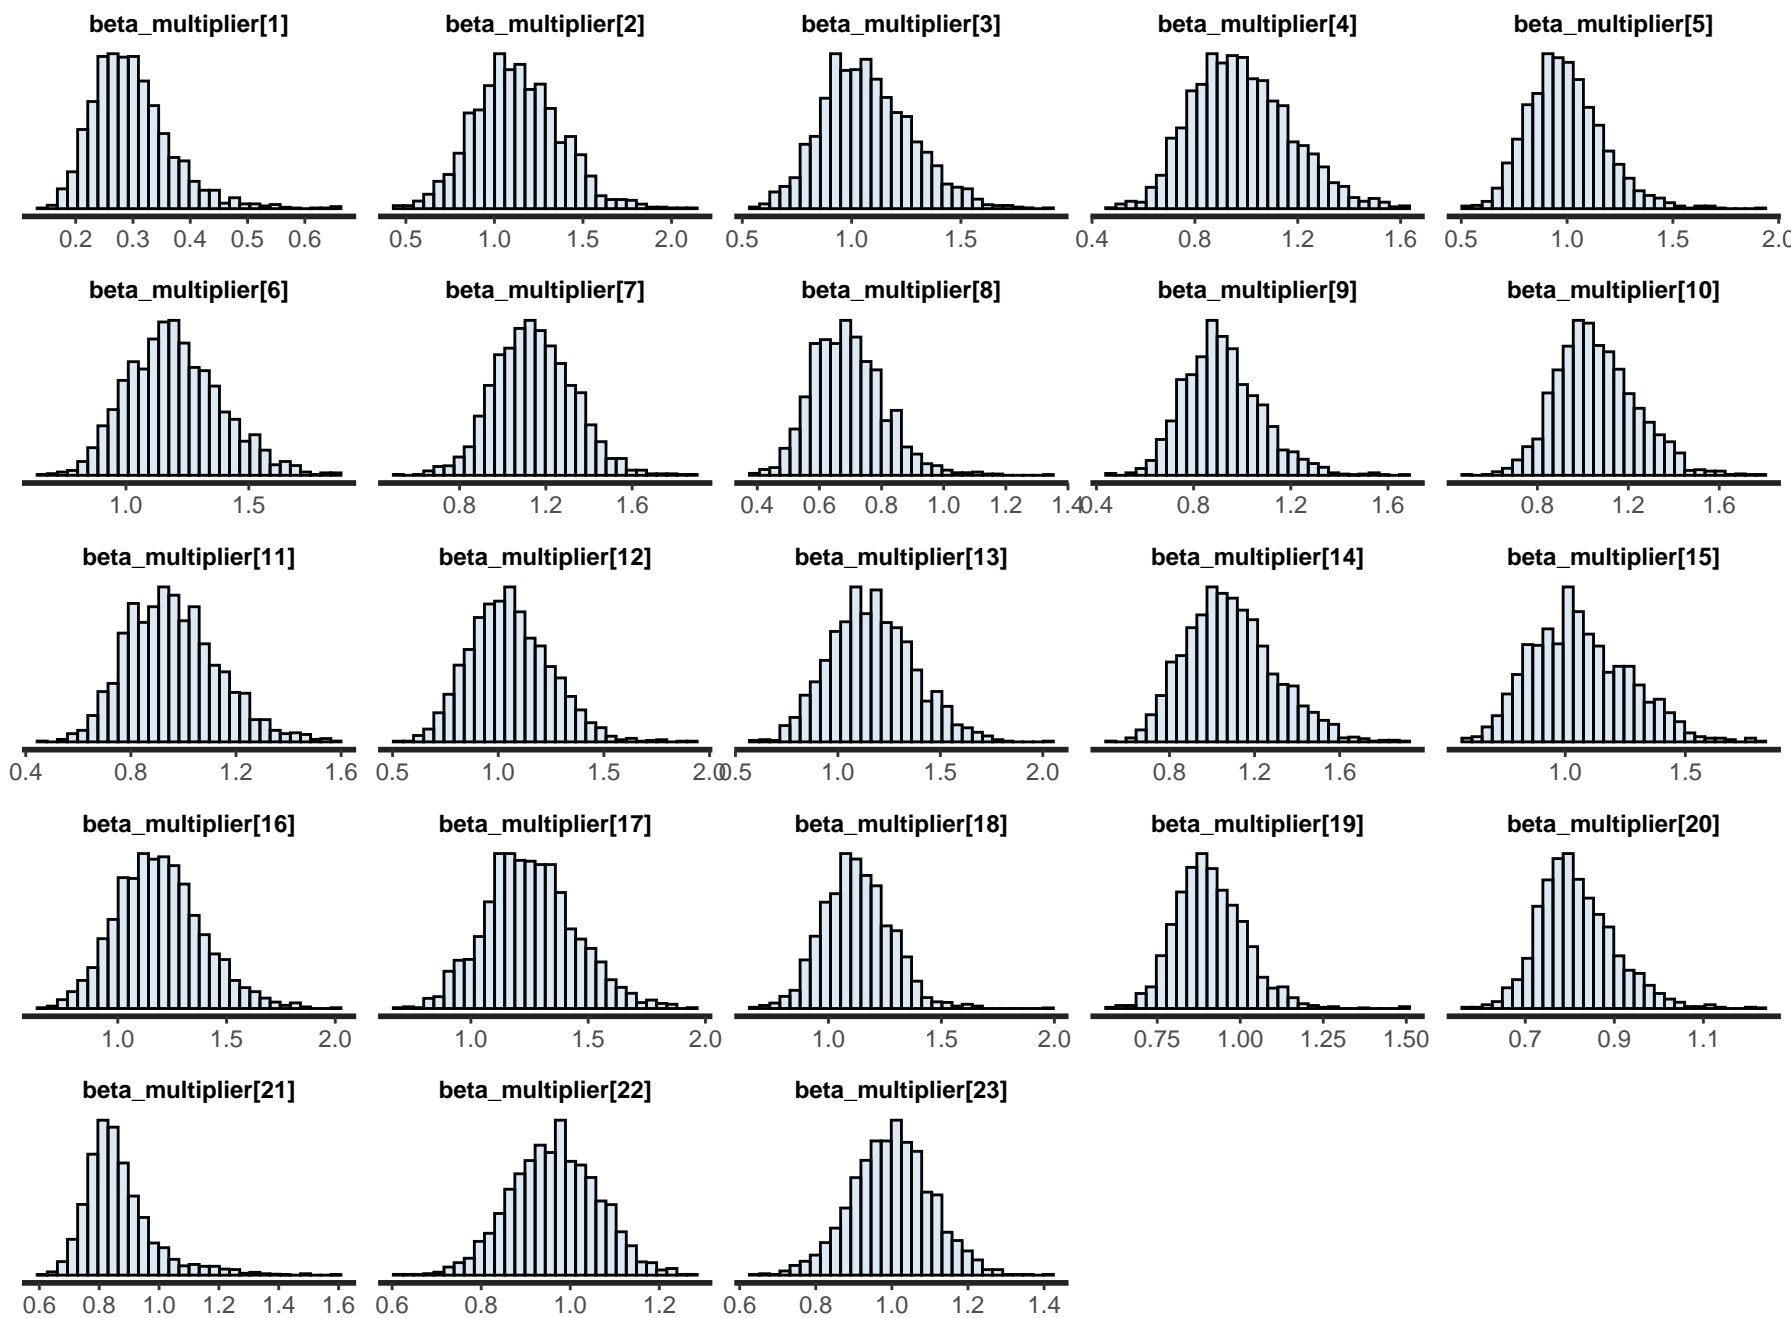 beta_multiplier[1] beta_multiplier[2] beta_multiplier[3] beta_multiplier[4] beta_multiplier[5]
0.2 0.3 0.4 0.5 0.6 0.5 1.0 1.5 2.0 0.5 1.0 1.5 0.4 0.8 1.2 1.6 0.5 1.0 1.5 2.0
beta_multiplier[6] beta_multiplier[7] beta_multiplier[8] beta_multiplier[9] beta_multiplier[10]
1.0 1.5 0.8 1.2 1.6 0.4 0.6 0.8 1.0 1.2 1.4 0.4 0.8 1.2 1.6 0.8 1.2 1.6
beta_multiplier[11] beta_multiplier[12] beta_multiplier[13] beta_multiplier[14] beta_multiplier[15]
0.4 0.8 1.2 1.6 0.5 1.0 1.5 2.0 0.5 1.0 1.5 2.0 0.8 1.2 1.6 1.0 1.5
beta_multiplier[16] beta_multiplier[17] beta_multiplier[18] beta_multiplier[19] beta_multiplier[20]
1.0 1.5 2.0 1.0 1.5 2.0 1.0 1.5 2.0 0.75 1.00 1.25 1.50 0.7 0.9 1.1
beta_multiplier[21] beta_multiplier[22] beta_multiplier[23]
0.6 0.8 1.0 1.2 1.4 1.6 0.6 0.8 1.0 1.2 0.6 0.8 1.0 1.2 1.4